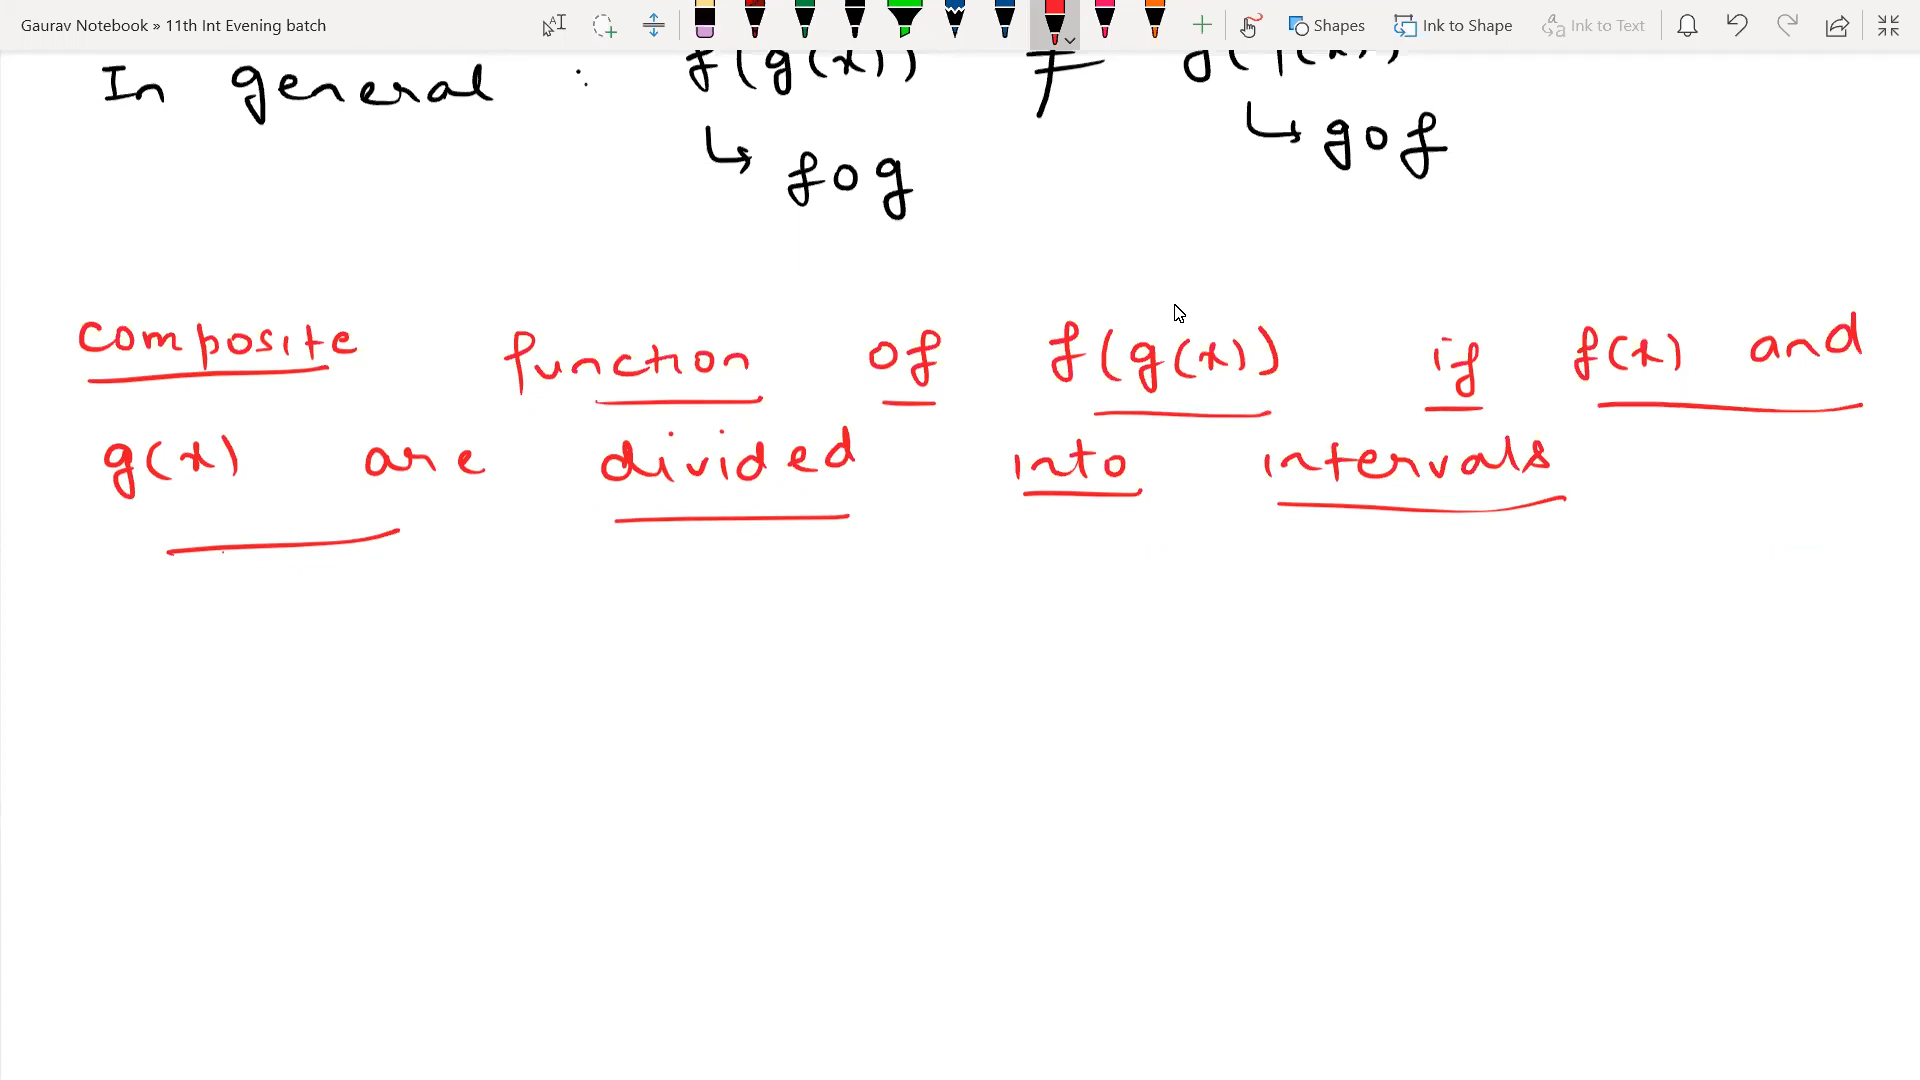 Gaurav Notebook » 11th Int Evening batch
Shapes
Ink to Shape
Ink to Text
In general : f(g(x)) ≠ g(f(x))
↳ fog ↳ gof
composite function of f(g(x)) if f(x) and
g(x) are divided into intervals